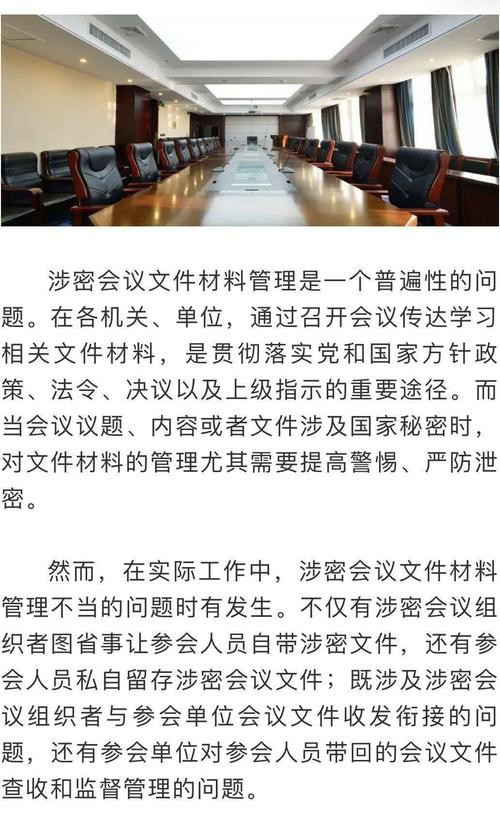 涉密会议文件材料管理是一个普遍性的问
题。在各机关、单位，通过召开会议传达学习
相关文件材料，是贯彻落实党和国家方针政
策、法令、决议以及上级指示的重要途径。而
当会议议题、内容或者文件涉及国家秘密时，
对文件材料的管理尤其需要提高警惕、严防泄
密。
然而，在实际工作中，涉密会议文件材料
管理不当的问题时有发生。不仅有涉密会议组
织者图省事让参会人员自带涉密文件，还有参
会人员私自留存涉密会议文件；既涉及涉密会
议组织者与参会单位会议文件收发衔接的问
题，还有参会单位对参会人员带回的会议文件
查收和监督管理的问题。